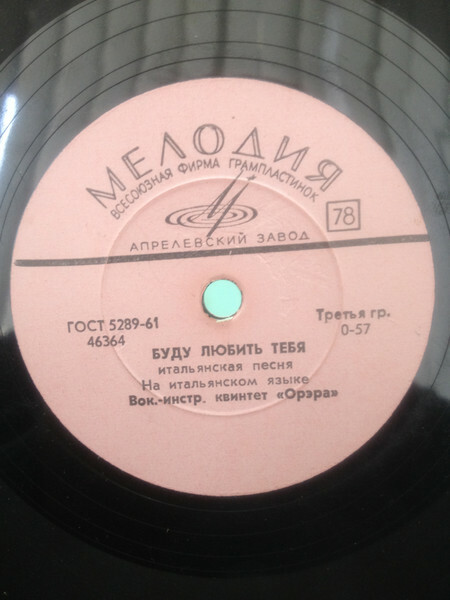 МЕЛОДИЯ
ВСЕСОЮЗНАЯ ФИРМА ГРАМПЛАСТИНОК
78
АПРЕЛЕВСКИЙ ЗАВОД
ГОСТ 5289-61
46364
Третья гр.
0-57
БУДУ ЛЮБИТЬ ТЕБЯ
итальянская песня
На итальянском языке
Вок.-инстр. квинтет «Орэра»